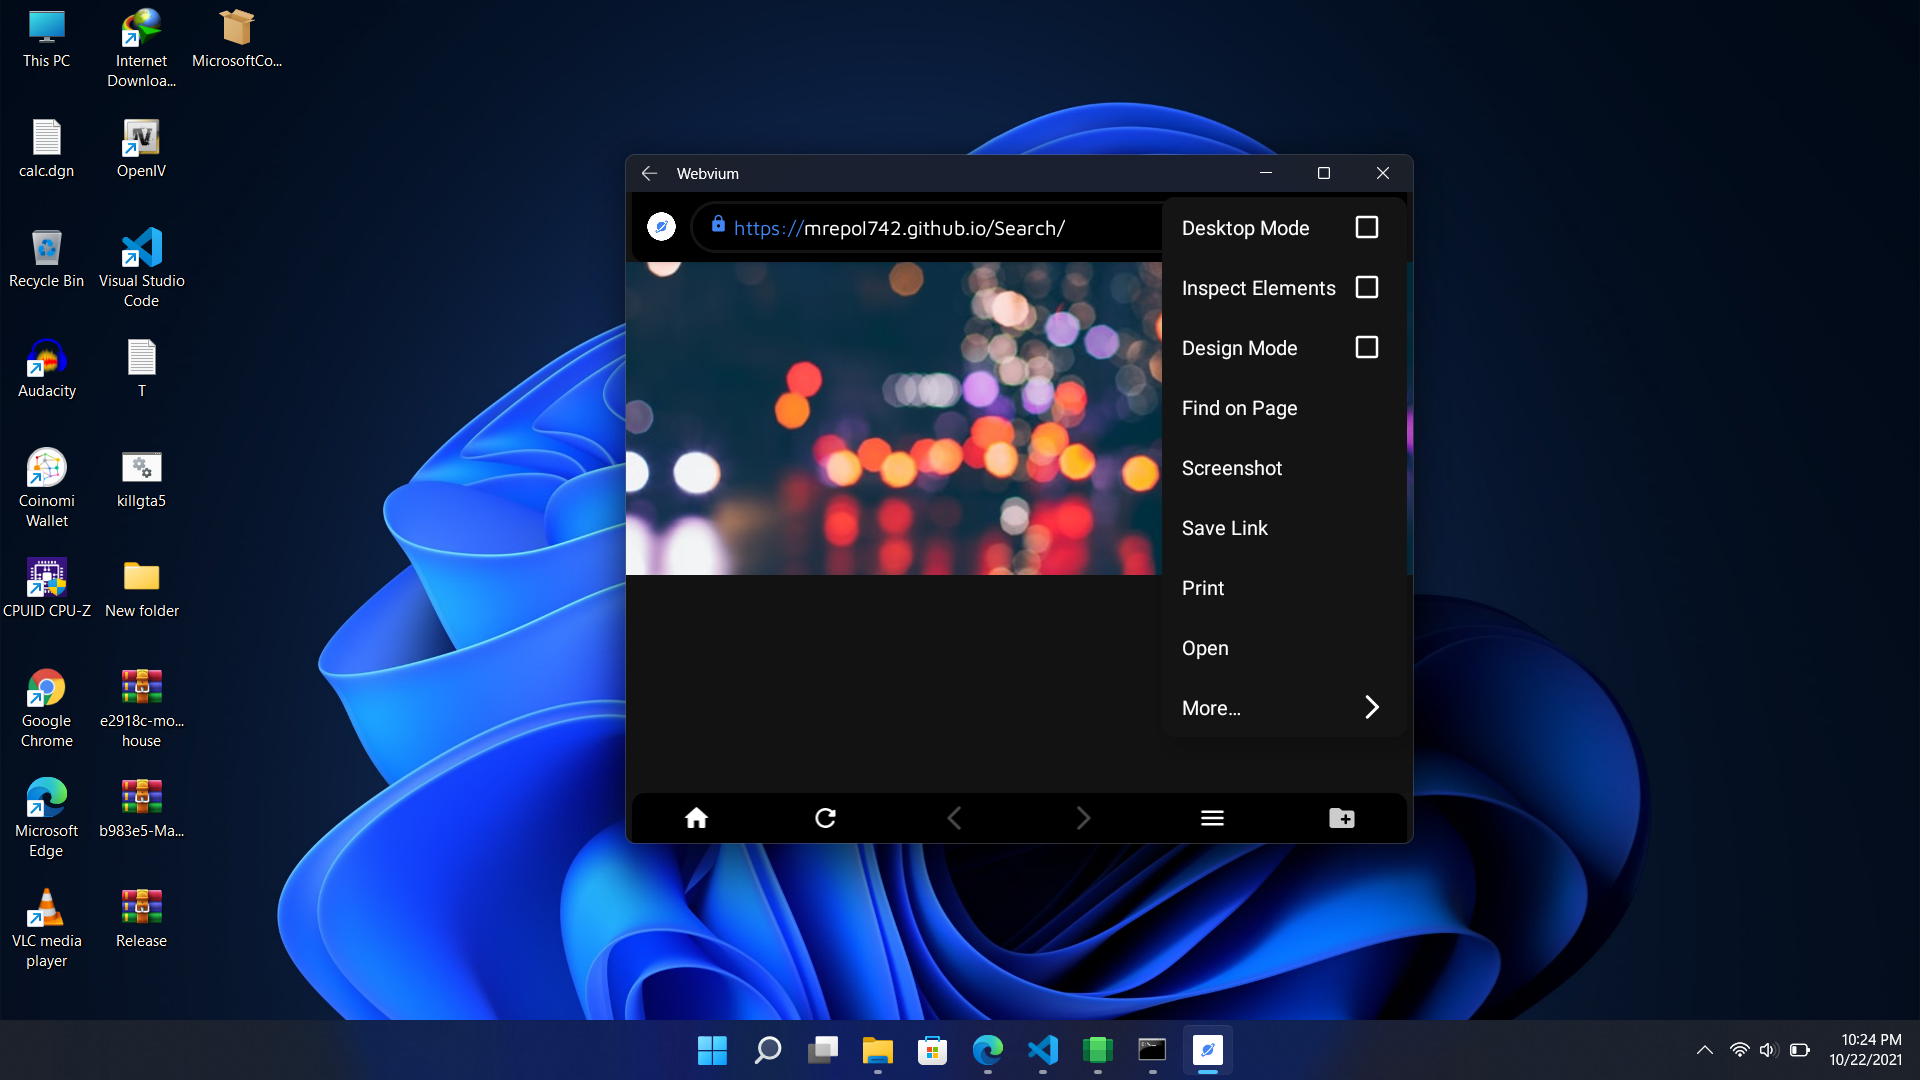 This PC
Internet
Downloa...
MicrosoftCo...
calc.dgn
OpenIV
Recycle Bin
Visual Studio
Code
Audacity
T
Coinomi
Wallet
killgta5
CPUID CPU-Z
New folder
Google
Chrome
e2918c-mo...
house
Microsoft
Edge
b983e5-Ma...
VLC media
player
Release
Webvium
https://mrepol742.github.io/Search/
Desktop Mode
Inspect Elements
Design Mode
Find on Page
Screenshot
Save Link
Print
Open
More...
10:24 PM
10/22/2021